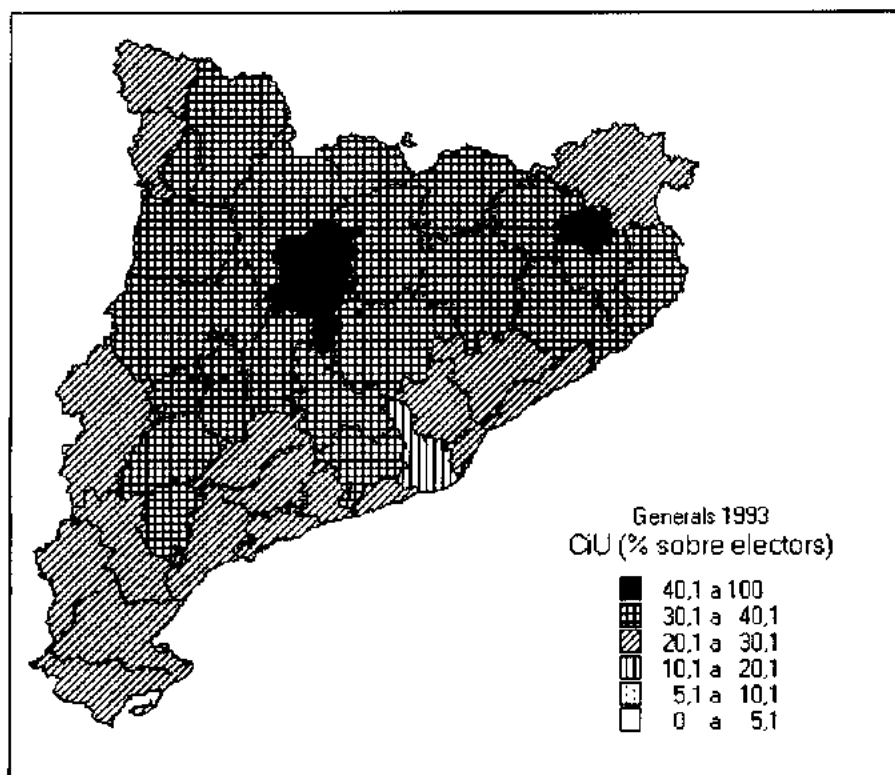 Generals 1993
CiU (% sobre electors)
40,1 a 100
30,1 a 40,1
20,1 a 30,1
10,1 a 20,1
5,1 a 10,1
0 a 5,1